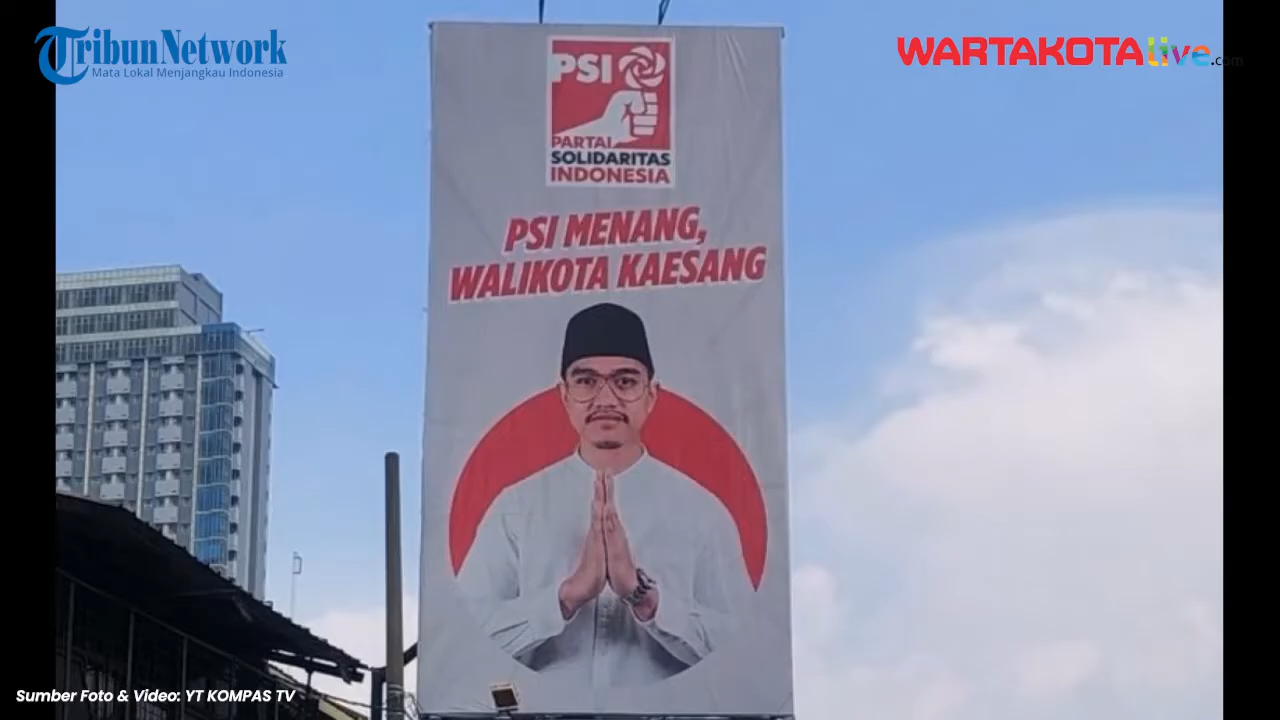 TribunNetwork
Mata Lokal Menjangkau Indonesia
WARTAKOTAlive.com
PSI
PARTAI
SOLIDARITAS
INDONESIA
PSI MENANG,
WALIKOTA KAESANG
Sumber Foto & Video: YT KOMPAS TV